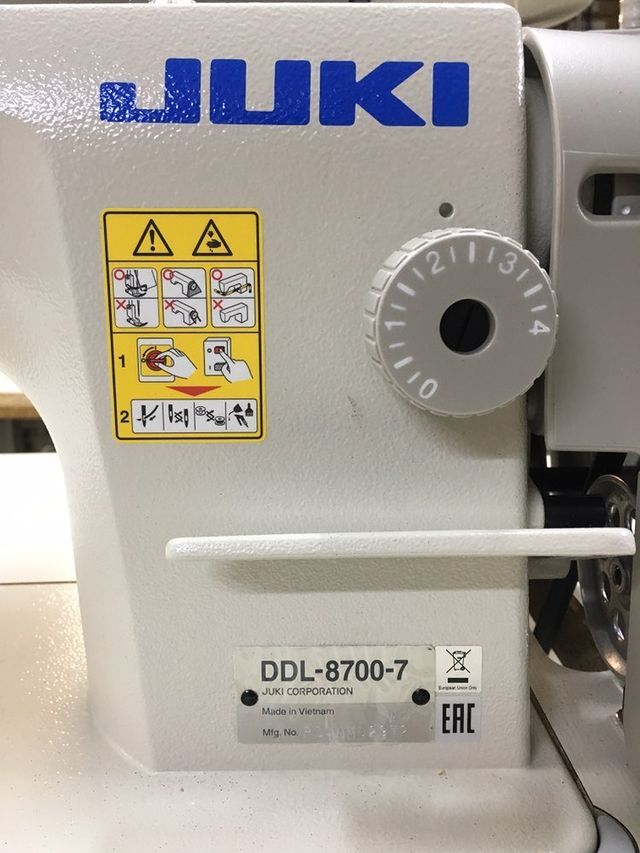 JUKI
0 1 2 3 4
1
2
DDL-8700-7
JUKI CORPORATION
Made in Vietnam
Mfg. No.
European Union Only
EAC